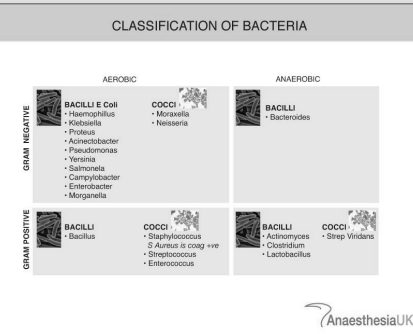 CLASSIFICATION OF BACTERIA
AEROBIC
ANAEROBIC
GRAM NEGATIVE
BACILLI E Coli
• Haemophillus
• Klebsiella
• Proteus
• Acinectobacter
• Pseudomonas
• Yersinia
• Salmonela
• Campylobacter
• Enterobacter
• Morganella
COCCI
• Moraxella
• Neisseria
BACILLI
• Bacteroides
GRAM POSITIVE
BACILLI
• Bacillus
COCCI
• Staphylococcus
S Aureus is coag +ve
• Streptococcus
• Enterococcus
BACILLI
• Actinomyces
• Clostridium
• Lactobacillus
COCCI
• Strep Viridans
AnaesthesiaUK